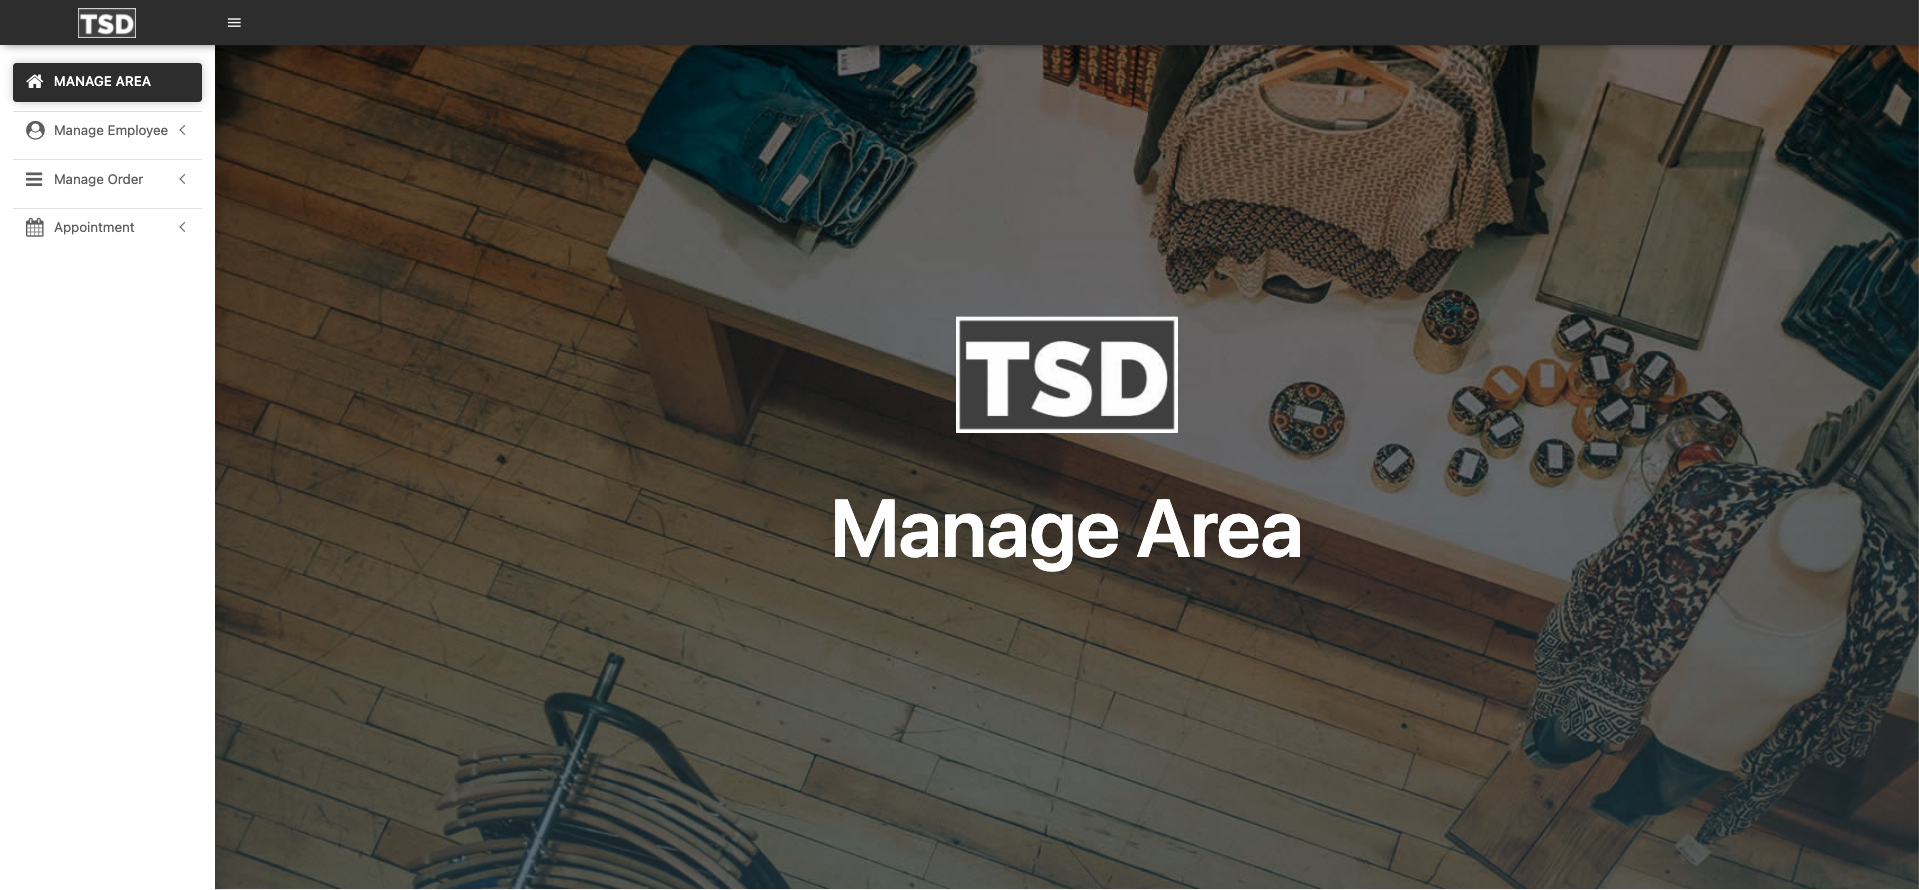 TSD
MANAGE AREA
Manage Employee
Manage Order
Appointment
TSD
Manage Area